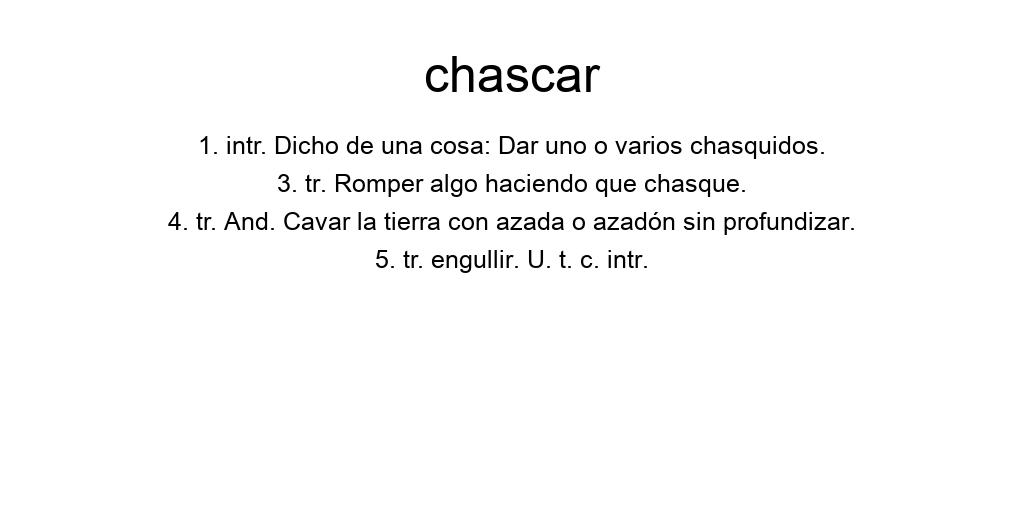 chascar
1. intr. Dicho de una cosa: Dar uno o varios chasquidos.
3. tr. Romper algo haciendo que chasque.
4. tr. And. Cavar la tierra con azada o azadón sin profundizar.
5. tr. engullir. U. t. c. intr.